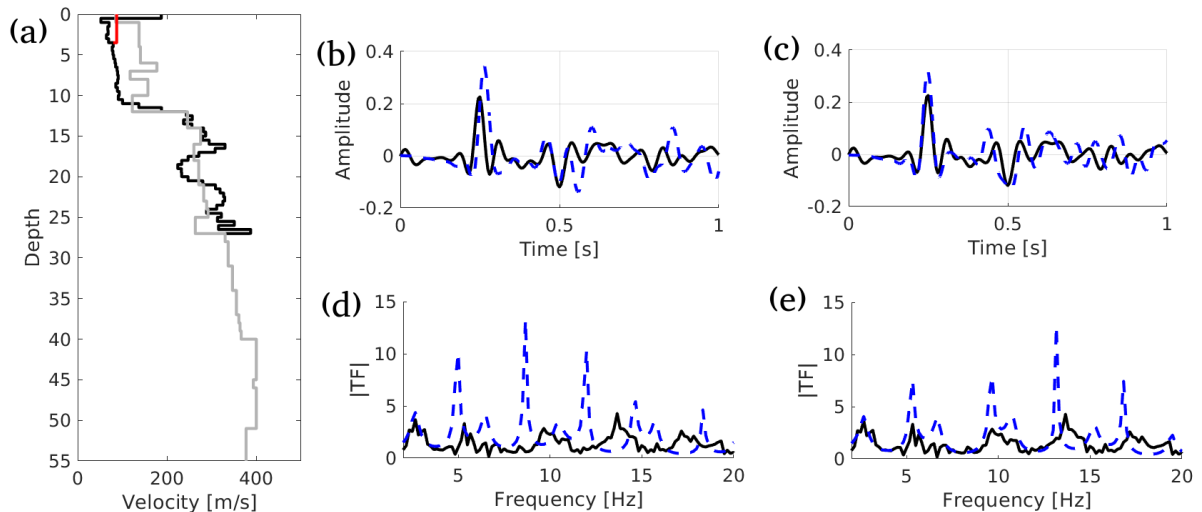 (a)
0
5
10
15
20
25
30
35
40
45
50
55
Depth
0 200 400
Velocity [m/s]
(b)
0.4
0.2
0
-0.2
Amplitude
0 0.5 1
Time [s]
(c)
0.4
0.2
0
-0.2
Amplitude
0 0.5 1
Time [s]
(d)
15
10
5
0
|TF|
5 10 15 20
Frequency [Hz]
(e)
15
10
5
0
|TF|
5 10 15 20
Frequency [Hz]